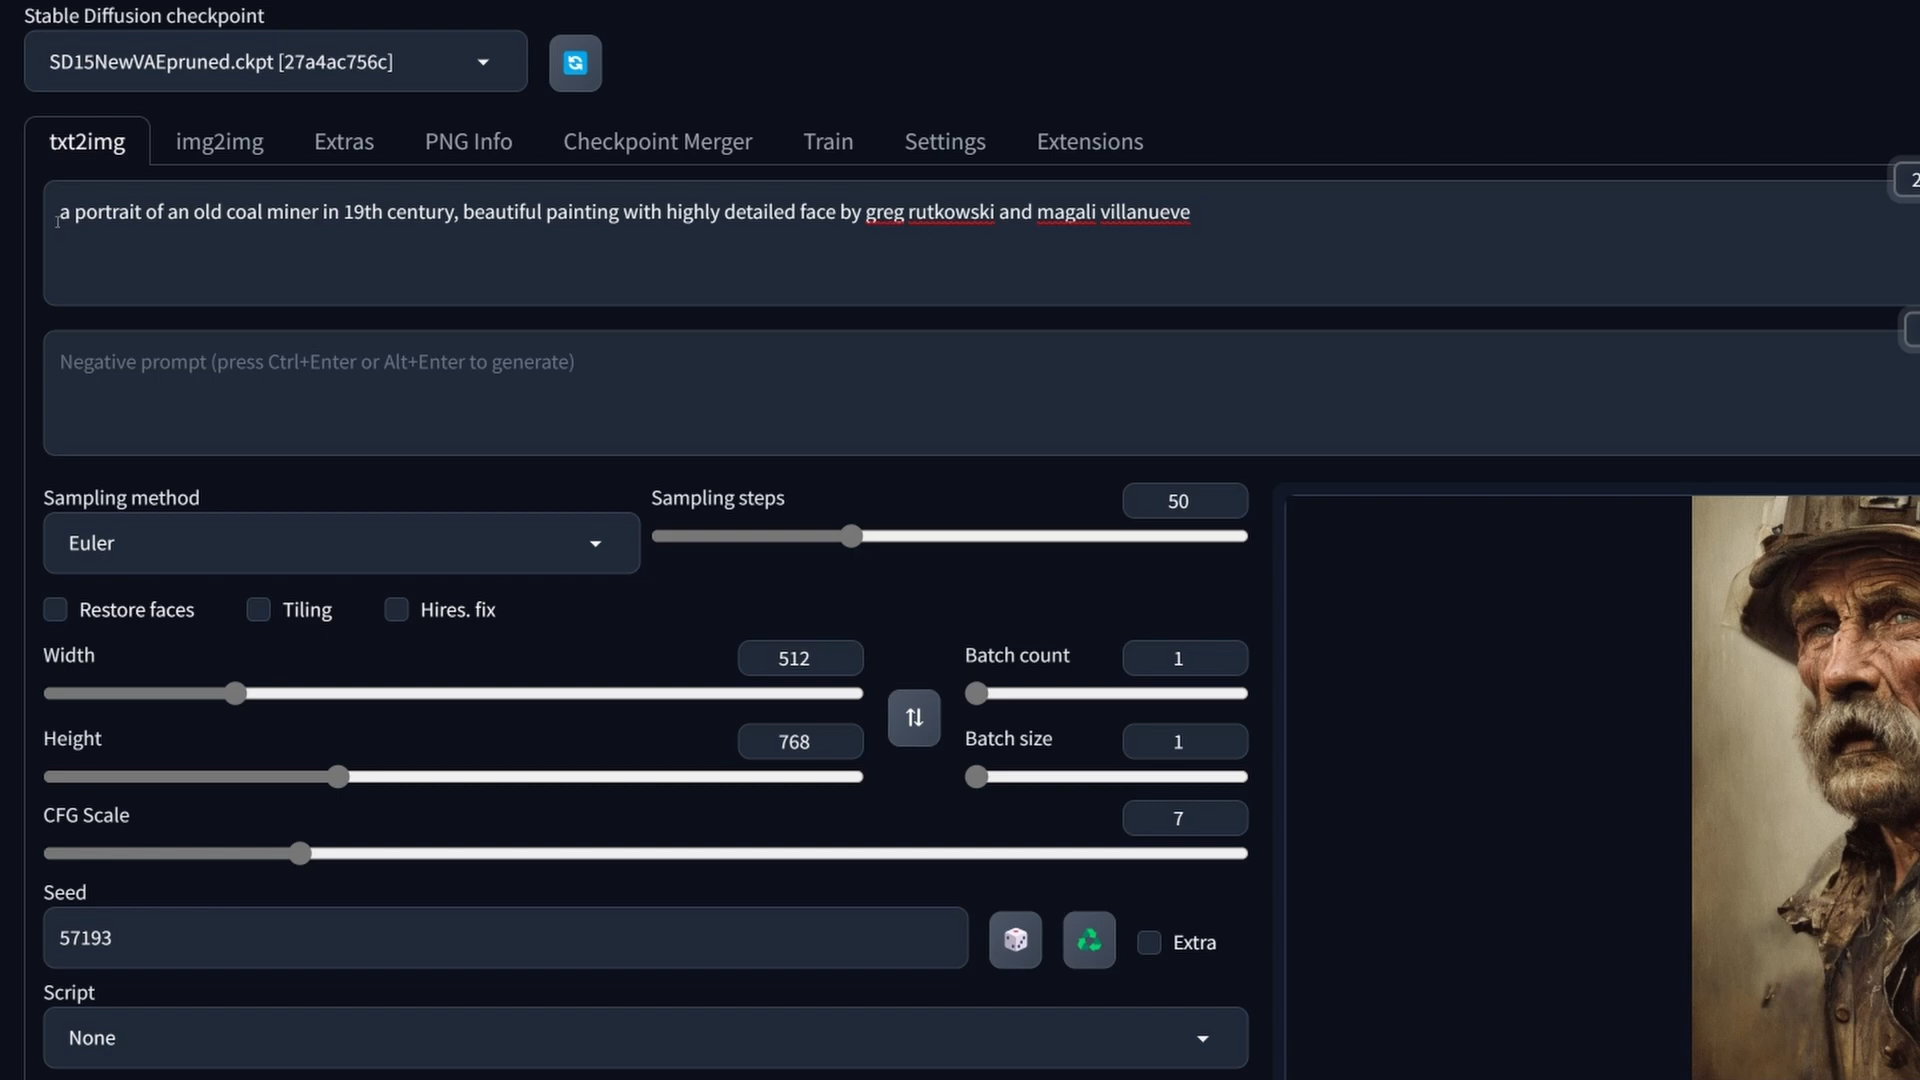 Stable Diffusion checkpoint
SD15NewVAEpruned.ckpt [27a4ac756c]
txt2img img2img Extras PNG Info Checkpoint Merger Train Settings Extensions
a portrait of an old coal miner in 19th century, beautiful painting with highly detailed face by greg rutkowski and magali villanueve
Negative prompt (press Ctrl+Enter or Alt+Enter to generate)
Sampling method Sampling steps 50
Euler
Restore faces Tiling Hires. fix
Width 512 Batch count 1
Height 768 Batch size 1
CFG Scale 7
Seed
57193 Extra
Script
None